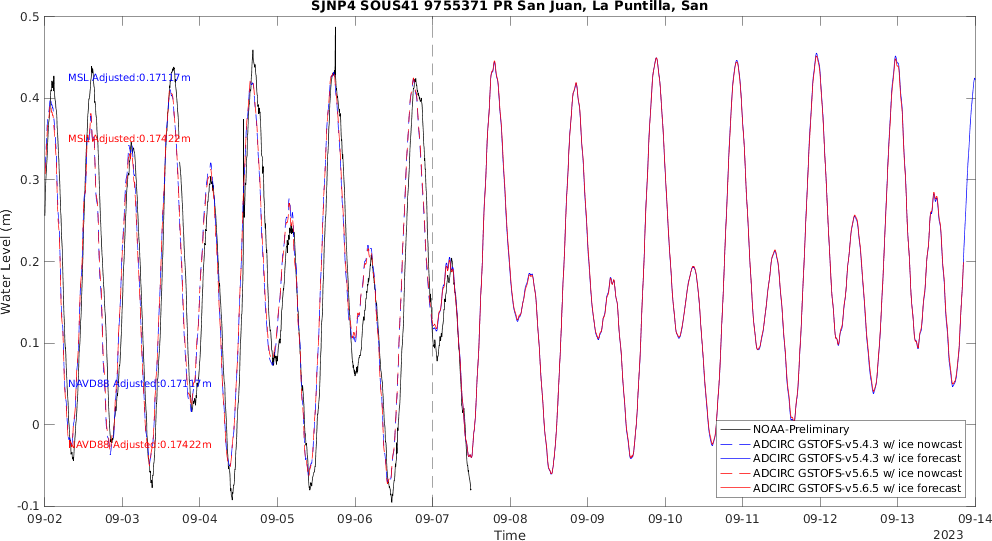 SJNP4 SOUS41 9755371 PR San Juan, La Puntilla, San
0.5
0.4
0.3
0.2
0.1
0
-0.1
Water Level (m)
MSL Adjusted:0.17117m
MSL Adjusted:0.17422m
NAVD88 Adjusted:0.17117m
NAVD88 Adjusted:0.17422m
NOAA-Preliminary
ADCIRC GSTOFS-v5.4.3 w/ ice nowcast
ADCIRC GSTOFS-v5.4.3 w/ ice forecast
ADCIRC GSTOFS-v5.6.5 w/ ice nowcast
ADCIRC GSTOFS-v5.6.5 w/ ice forecast
09-02 09-03 09-04 09-05 09-06 09-07 09-08 09-09 09-10 09-11 09-12 09-13 09-14
Time
2023